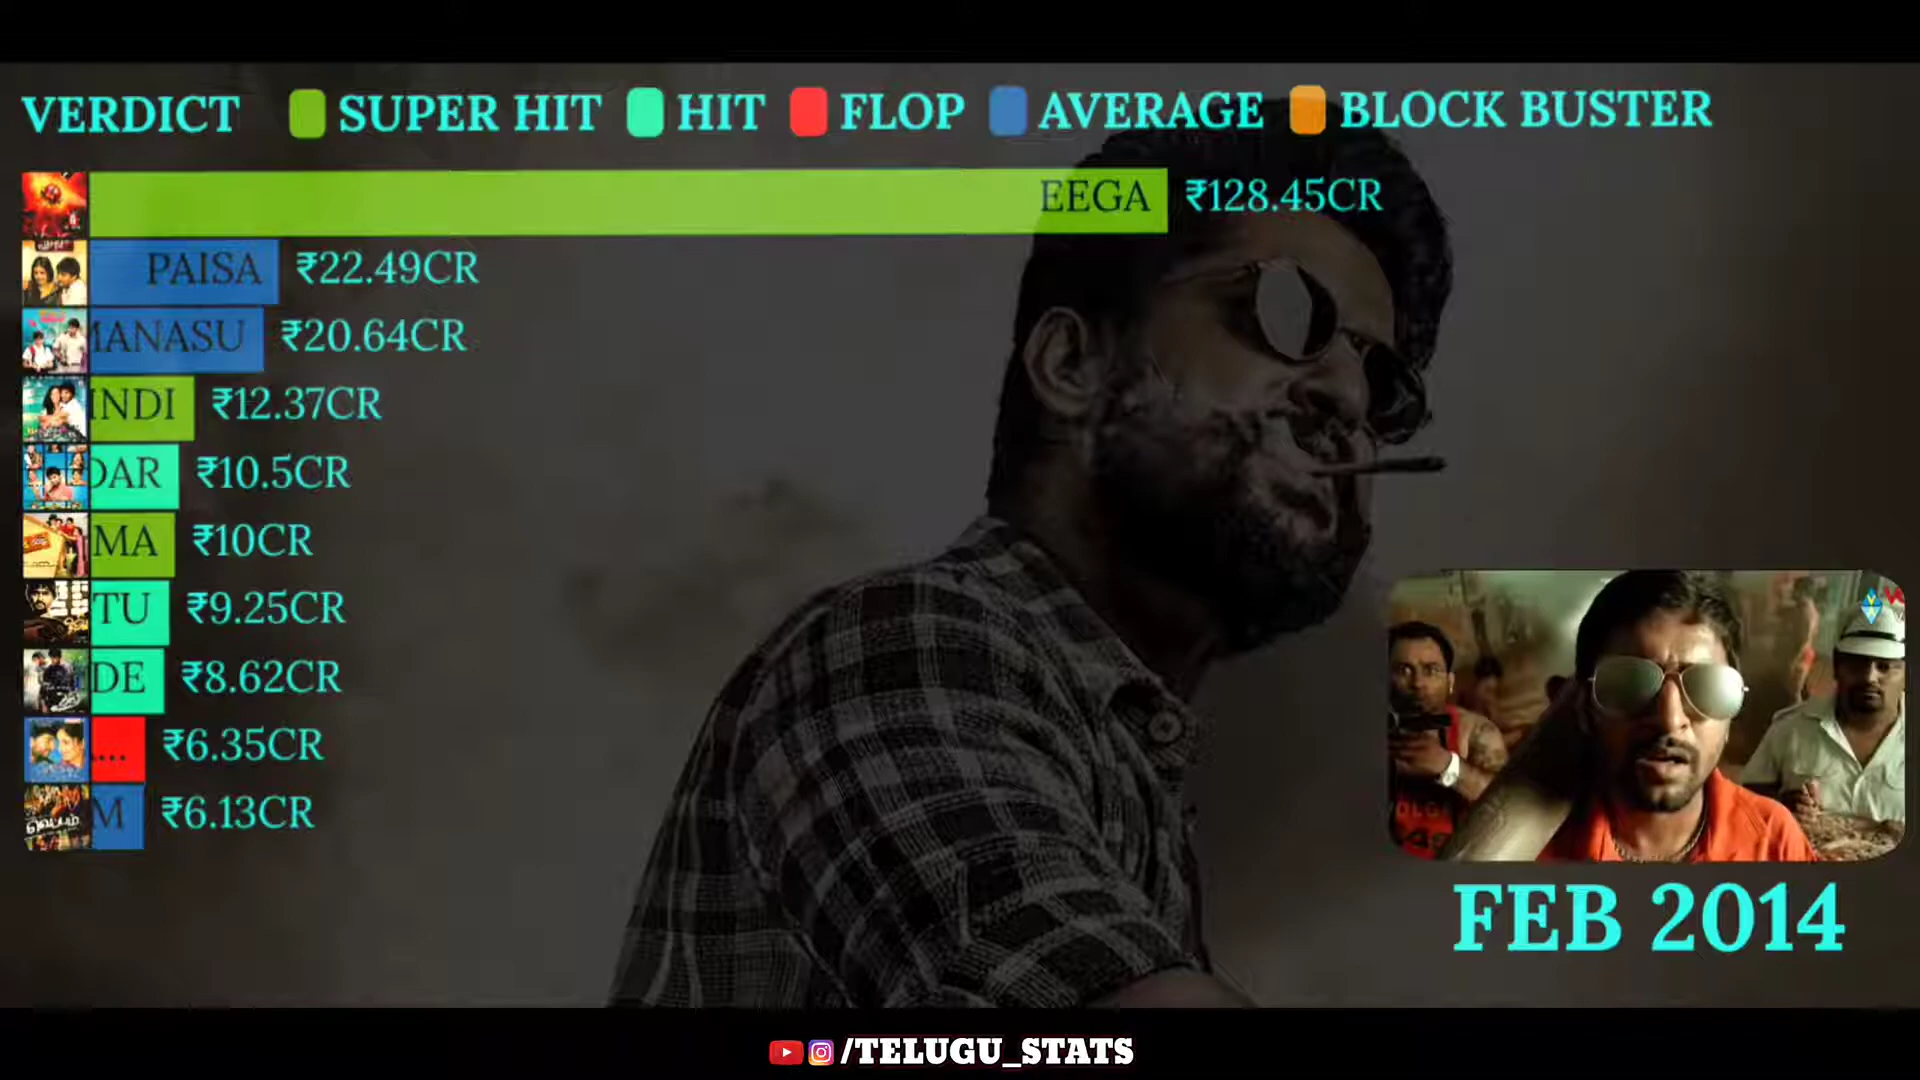 VERDICT SUPER HIT HIT FLOP AVERAGE BLOCK BUSTER
EEGA ₹128.45CR
PAISA ₹22.49CR
MANASU ₹20.64CR
INDI ₹12.37CR
DAR ₹10.5CR
MA ₹10CR
TU ₹9.25CR
DE ₹8.62CR
... ₹6.35CR
M ₹6.13CR
FEB 2014
/TELUGU_STATS